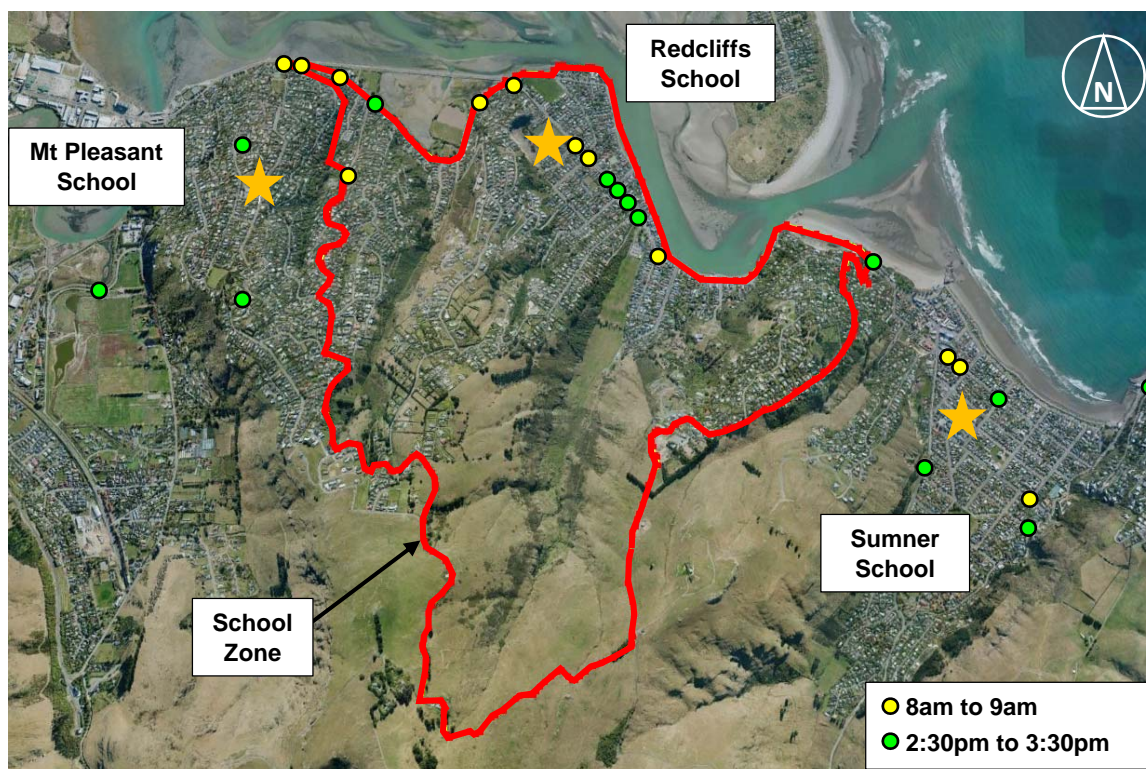 Redcliffs
School
N
Mt Pleasant
School
Sumner
School
School
Zone
8am to 9am
2:30pm to 3:30pm